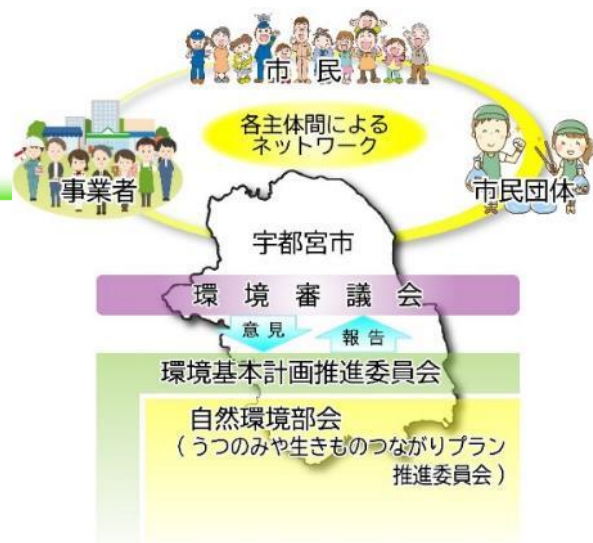 市 民
各主体間による
ネットワーク
事業者
市民団体
宇都宮市
環 境 審 議 会
意 見
報 告
環境基本計画推進委員会
自然環境部会
（うつのみや生きものつながりプラン
推進委員会）